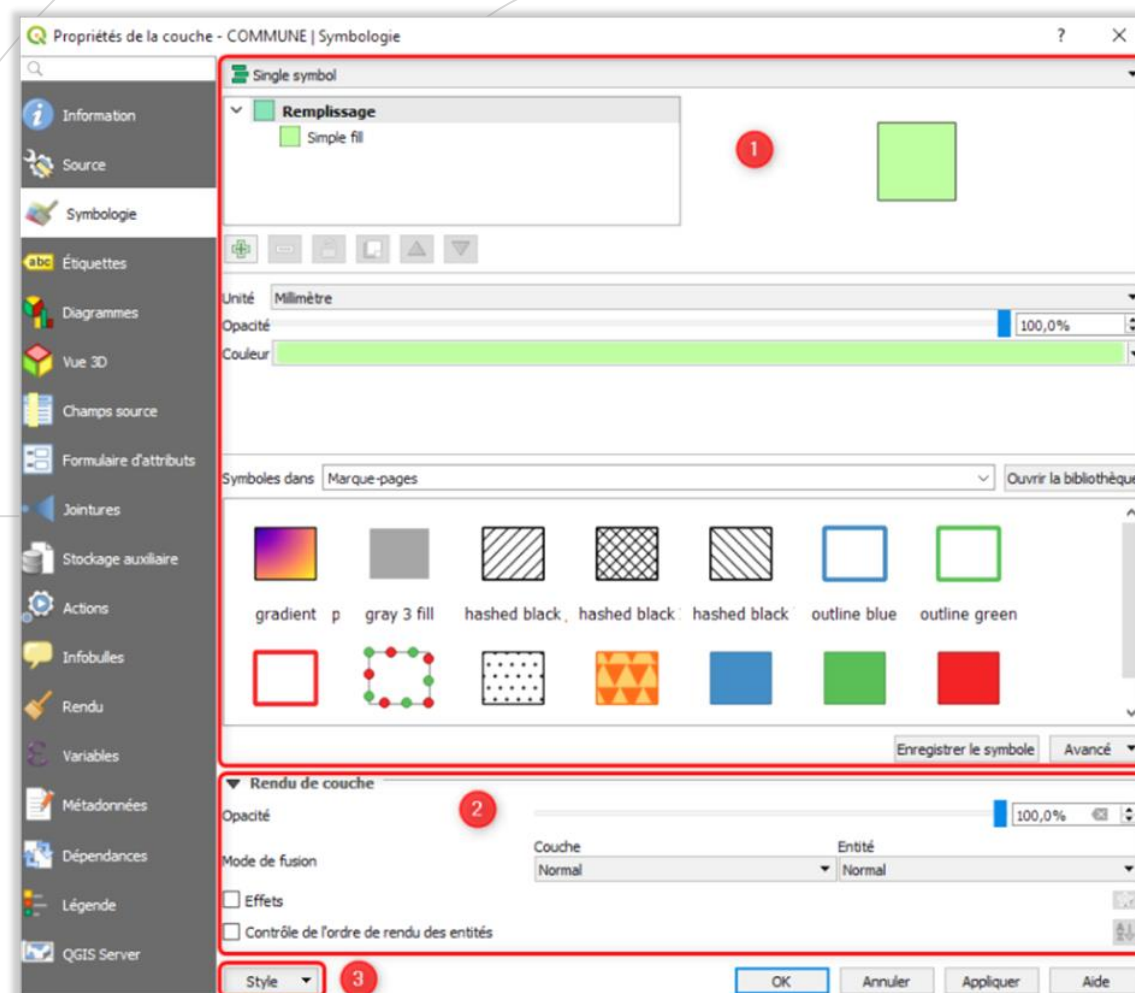 Propriétés de la couche - COMMUNE | Symbologie
?
Single symbol
Information
Remplissage
Simple fill
1
Source
Symbologie
abc Étiquettes
Unité Milimètre
Diagrammes
Opacité 100,0%
Couleur
Vue 3D
Champs source
Formulaire d'attributs
Symboles dans Marque-pages Ouvrir la bibliothèque
Jointures
Stockage auxiliaire
Actions
gradient p gray 3 fill hashed black hashed black hashed black outline blue outline green
Infobulles
Rendu
Variables
Enregistrer le symbole Avancé
Rendu de couche
2
Métadonnées
Opacité 100,0%
Couche Entité
Dépendances
Mode de fusion Normal Normal
Légende
Effets
Contrôle de l'ordre de rendu des entités
QGIS Server
Style 3 OK Annuler Appliquer Aide